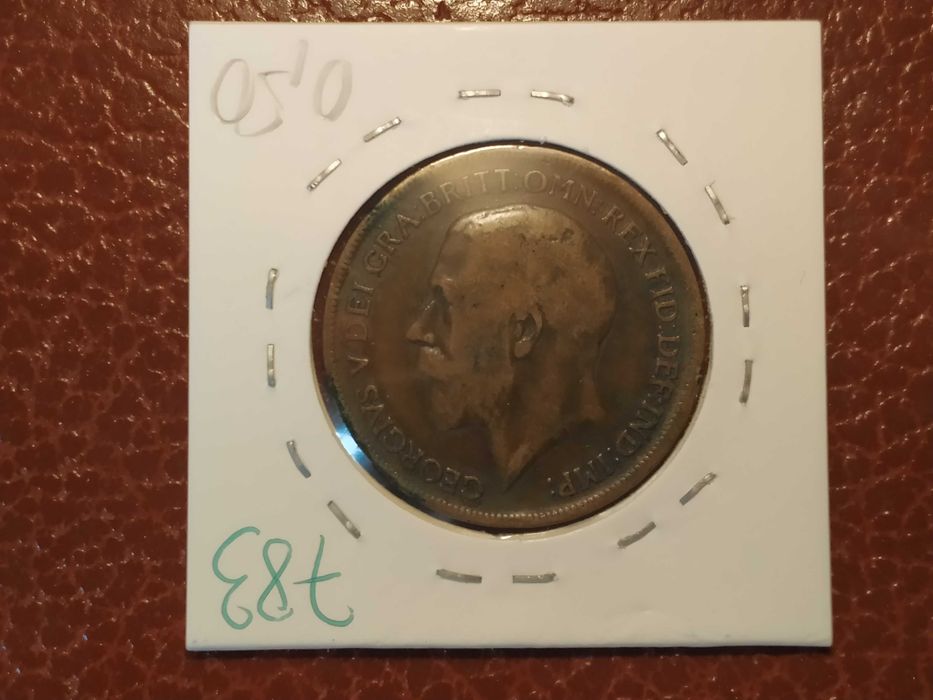 0,50
GEORGIVS V DEI GRA:BRITT:OMN:REX FID:DEF:IND:IMP:
783